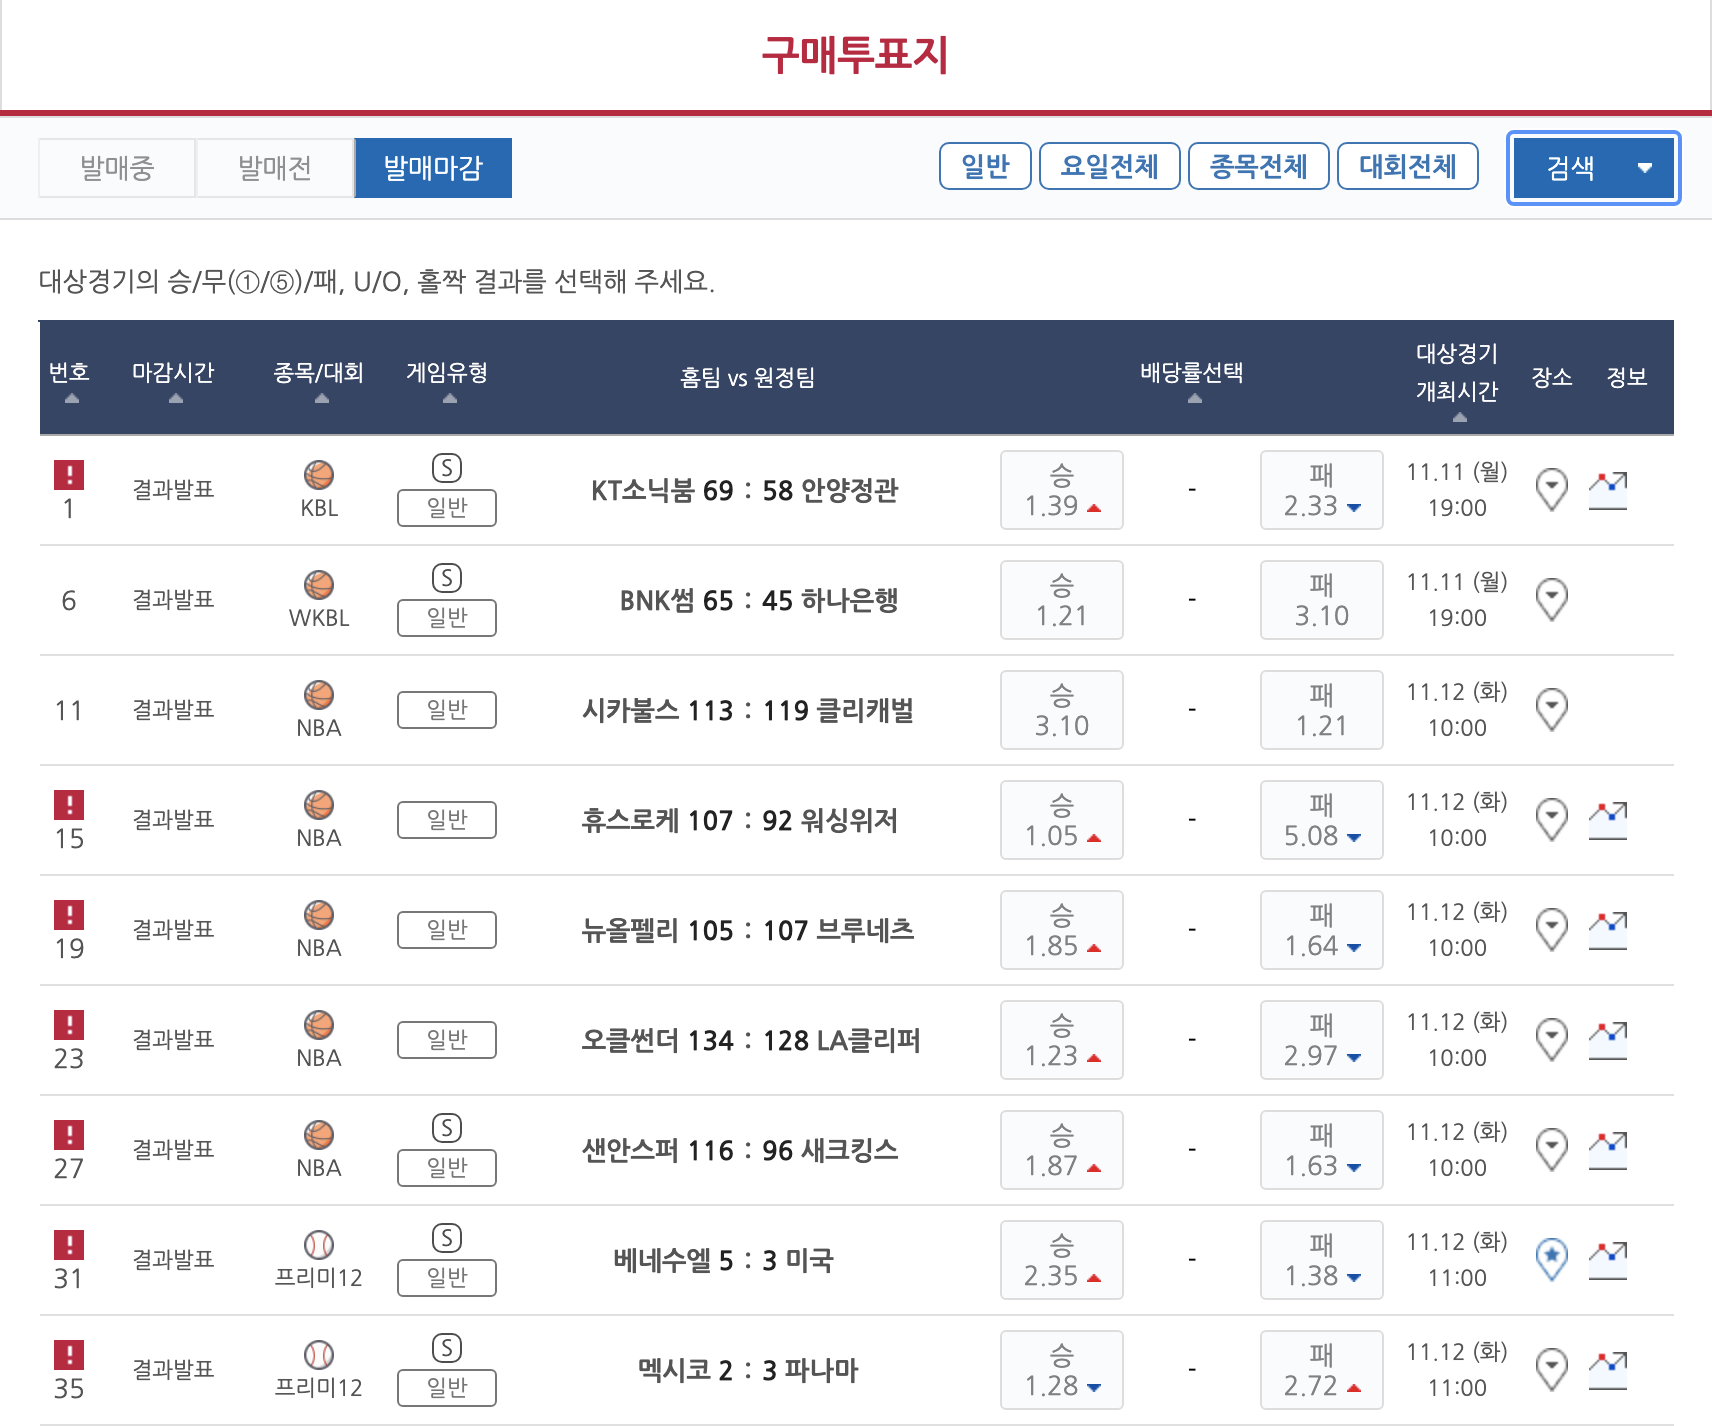 구매투표지
발매중 발매전 발매마감 일반 요일전체 종목전체 대회전체 검색
대상경기의 승/무(①/⑤)/패, U/O, 홀짝 결과를 선택해 주세요.
번호 마감시간 종목/대회 게임유형 홈팀 vs 원정팀 배당률선택 대상경기 개최시간 장소 정보
! 1 결과발표 KBL S 일반 KT소닉붐 69 : 58 안양정관 승 1.39 - 패 2.33 11.11 (월) 19:00
6 결과발표 WKBL S 일반 BNK썸 65 : 45 하나은행 승 1.21 - 패 3.10 11.11 (월) 19:00
11 결과발표 NBA 일반 시카불스 113 : 119 클리캐벌 승 3.10 - 패 1.21 11.12 (화) 10:00
! 15 결과발표 NBA 일반 휴스로케 107 : 92 워싱위저 승 1.05 - 패 5.08 11.12 (화) 10:00
! 19 결과발표 NBA 일반 뉴올펠리 105 : 107 브루네츠 승 1.85 - 패 1.64 11.12 (화) 10:00
! 23 결과발표 NBA 일반 오클썬더 134 : 128 LA클리퍼 승 1.23 - 패 2.97 11.12 (화) 10:00
! 27 결과발표 NBA S 일반 샌안스퍼 116 : 96 새크킹스 승 1.87 - 패 1.63 11.12 (화) 10:00
! 31 결과발표 프리미12 S 일반 베네수엘 5 : 3 미국 승 2.35 - 패 1.38 11.12 (화) 11:00
! 35 결과발표 프리미12 S 일반 멕시코 2 : 3 파나마 승 1.28 - 패 2.72 11.12 (화) 11:00